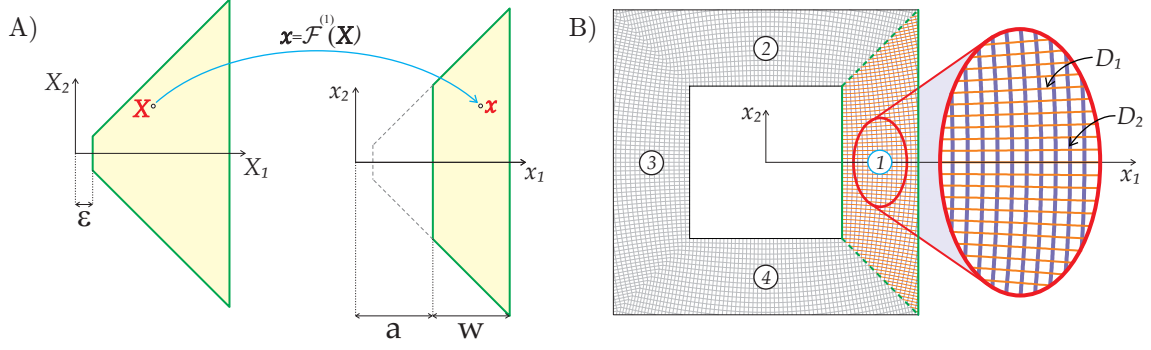 A)
X₂
X
X₁
ε
x=F⁽¹⁾(X)
x₂
x
x₁
a
w
B)
2
3
1
4
x₂
D₁
D₂
x₁